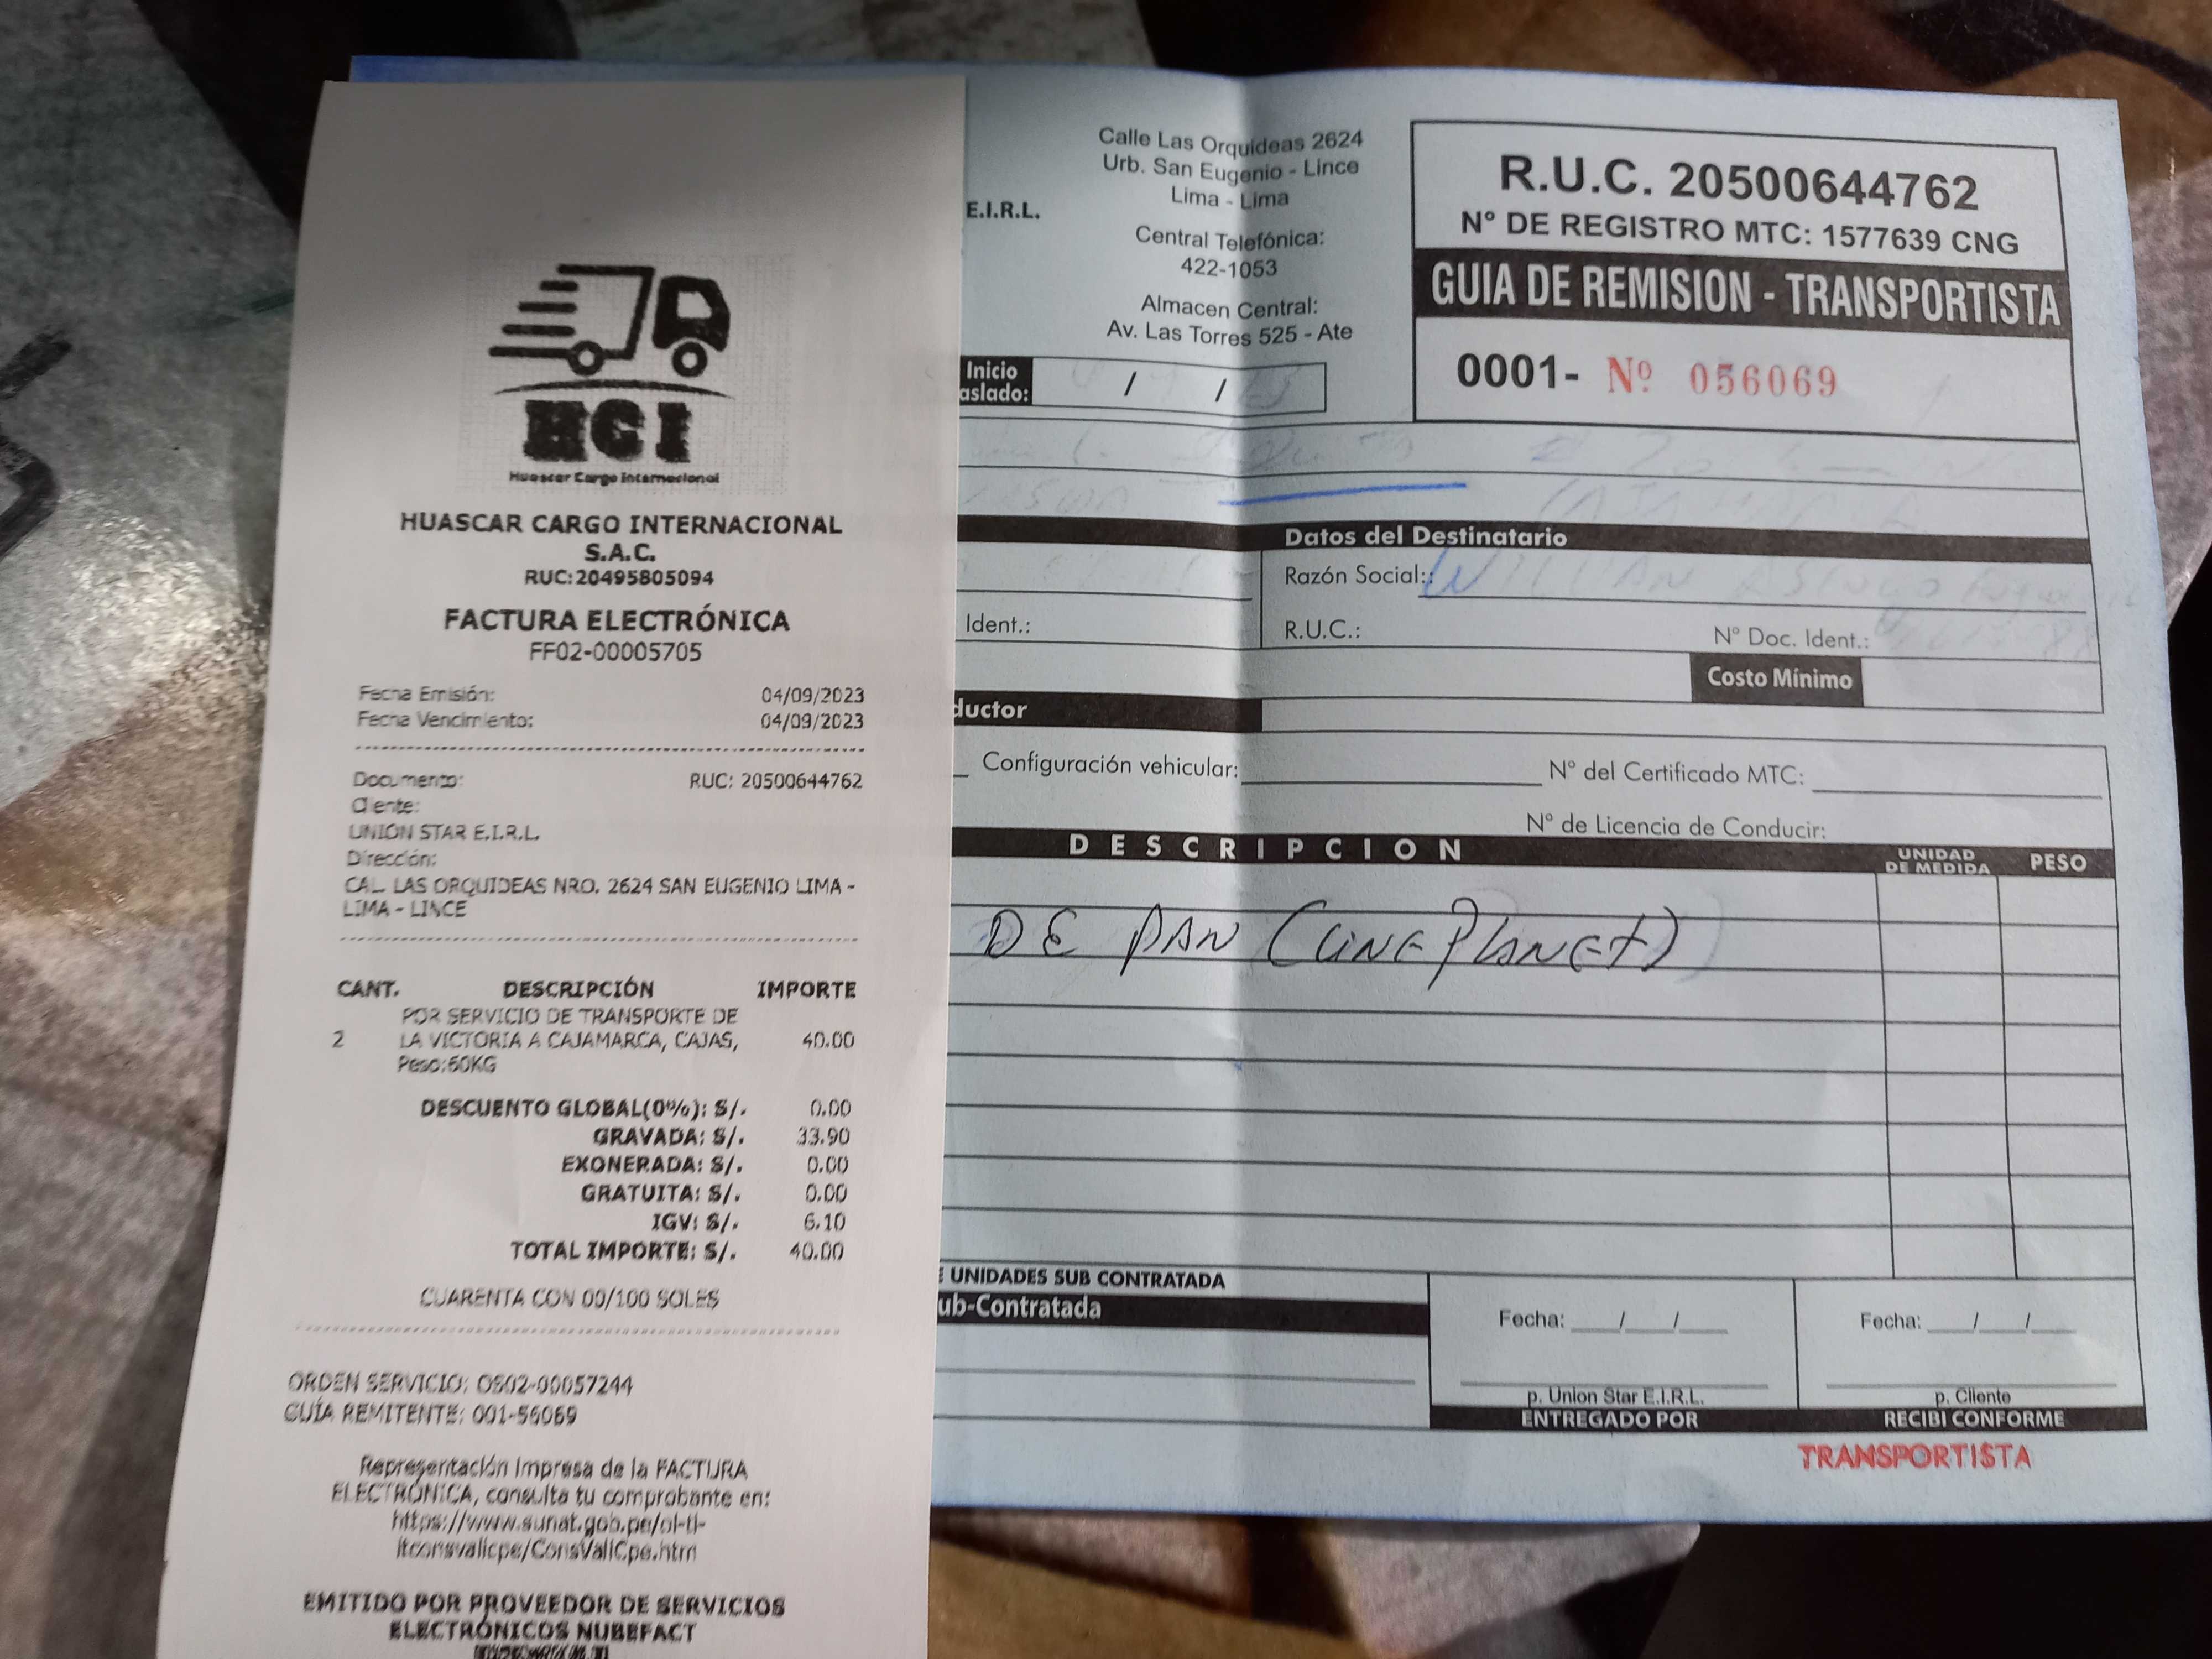 HCI
Huascar Cargo Internacional
HUASCAR CARGO INTERNACIONAL
S.A.C.
RUC:20495805094
FACTURA ELECTRÓNICA
FF02-00005705
Fecha Emisión: 04/09/2023
Fecha Vencimiento: 04/09/2023
Documento: RUC: 20500644762
Cliente:
UNION STAR E.I.R.L.
Dirección:
CAL. LAS ORQUIDEAS NRO. 2624 SAN EUGENIO LIMA -
LIMA - LINCE
CANT. DESCRIPCIÓN IMPORTE
POR SERVICIO DE TRANSPORTE DE
2 LA VICTORIA A CAJAMARCA, CAJAS, 40.00
Peso:60KG
DESCUENTO GLOBAL(0%): S/. 0.00
GRAVADA: S/. 33.90
EXONERADA: S/. 0.00
GRATUITA: S/. 0.00
IGV: S/. 6.10
TOTAL IMPORTE: S/. 40.00
CUARENTA CON 00/100 SOLES
ORDEN SERVICIO: OS02-00057244
GUÍA REMITENTE: 001-56069
Representación Impresa de la FACTURA
ELECTRÓNICA, consulta tu comprobante en:
https://www.sunat.gob.pe/ol-ti-
itconsvalicpe/ConsValiCpe.htm
EMITIDO POR PROVEEDOR DE SERVICIOS
ELECTRÓNICOS NUBEFACT
E.I.R.L.
Calle Las Orquídeas 2624
Urb. San Eugenio - Lince
Lima - Lima
Central Telefónica:
422-1053
Almacen Central:
Av. Las Torres 525 - Ate
R.U.C. 20500644762
N° DE REGISTRO MTC: 1577639 CNG
GUIA DE REMISION - TRANSPORTISTA
0001- Nº 056069
Inicio
aslado: / /
Datos del Destinatario
Razón Social:
Ident.: R.U.C.: N° Doc. Ident.:
Costo Mínimo
ductor
Configuración vehicular: N° del Certificado MTC:
N° de Licencia de Conducir:
DESCRIPCION UNIDAD DE MEDIDA PESO
DE PAN (CINEPlANEt)
E UNIDADES SUB CONTRATADA
ub-Contratada
Fecha: / / Fecha: / /
p. Union Star E.I.R.L. p. Cliente
ENTREGADO POR RECIBI CONFORME
TRANSPORTISTA